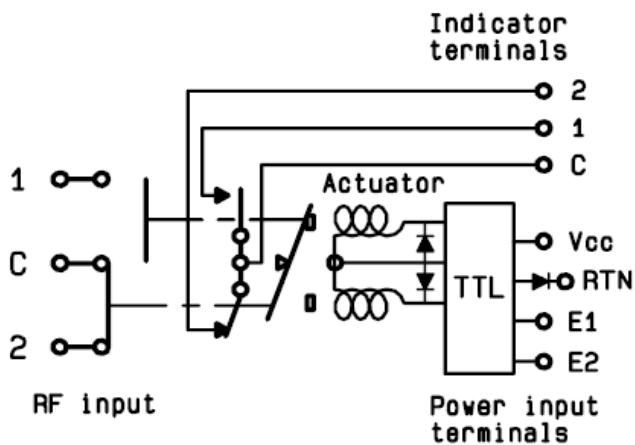 Indicator
terminals
2
1
C
1
Actuator
C
Vcc
TTL
RTN
E1
2
E2
RF input
Power input
terminals